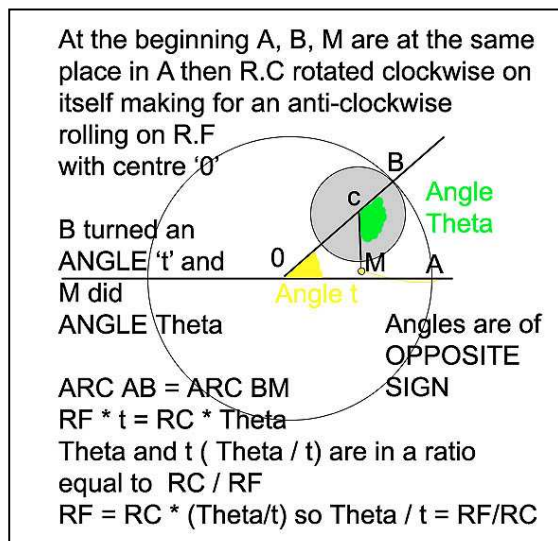 At the beginning A, B, M are at the same
place in A then R.C rotated clockwise on
itself making for an anti-clockwise
rolling on R.F
with centre '0'
B
c
Angle
Theta
B turned an
ANGLE 't' and
M did
ANGLE Theta
0
M
A
Angle t
Angles are of
OPPOSITE
SIGN
ARC AB = ARC BM
RF * t = RC * Theta
Theta and t ( Theta / t) are in a ratio
equal to RC / RF
RF = RC * (Theta/t) so Theta / t = RF/RC